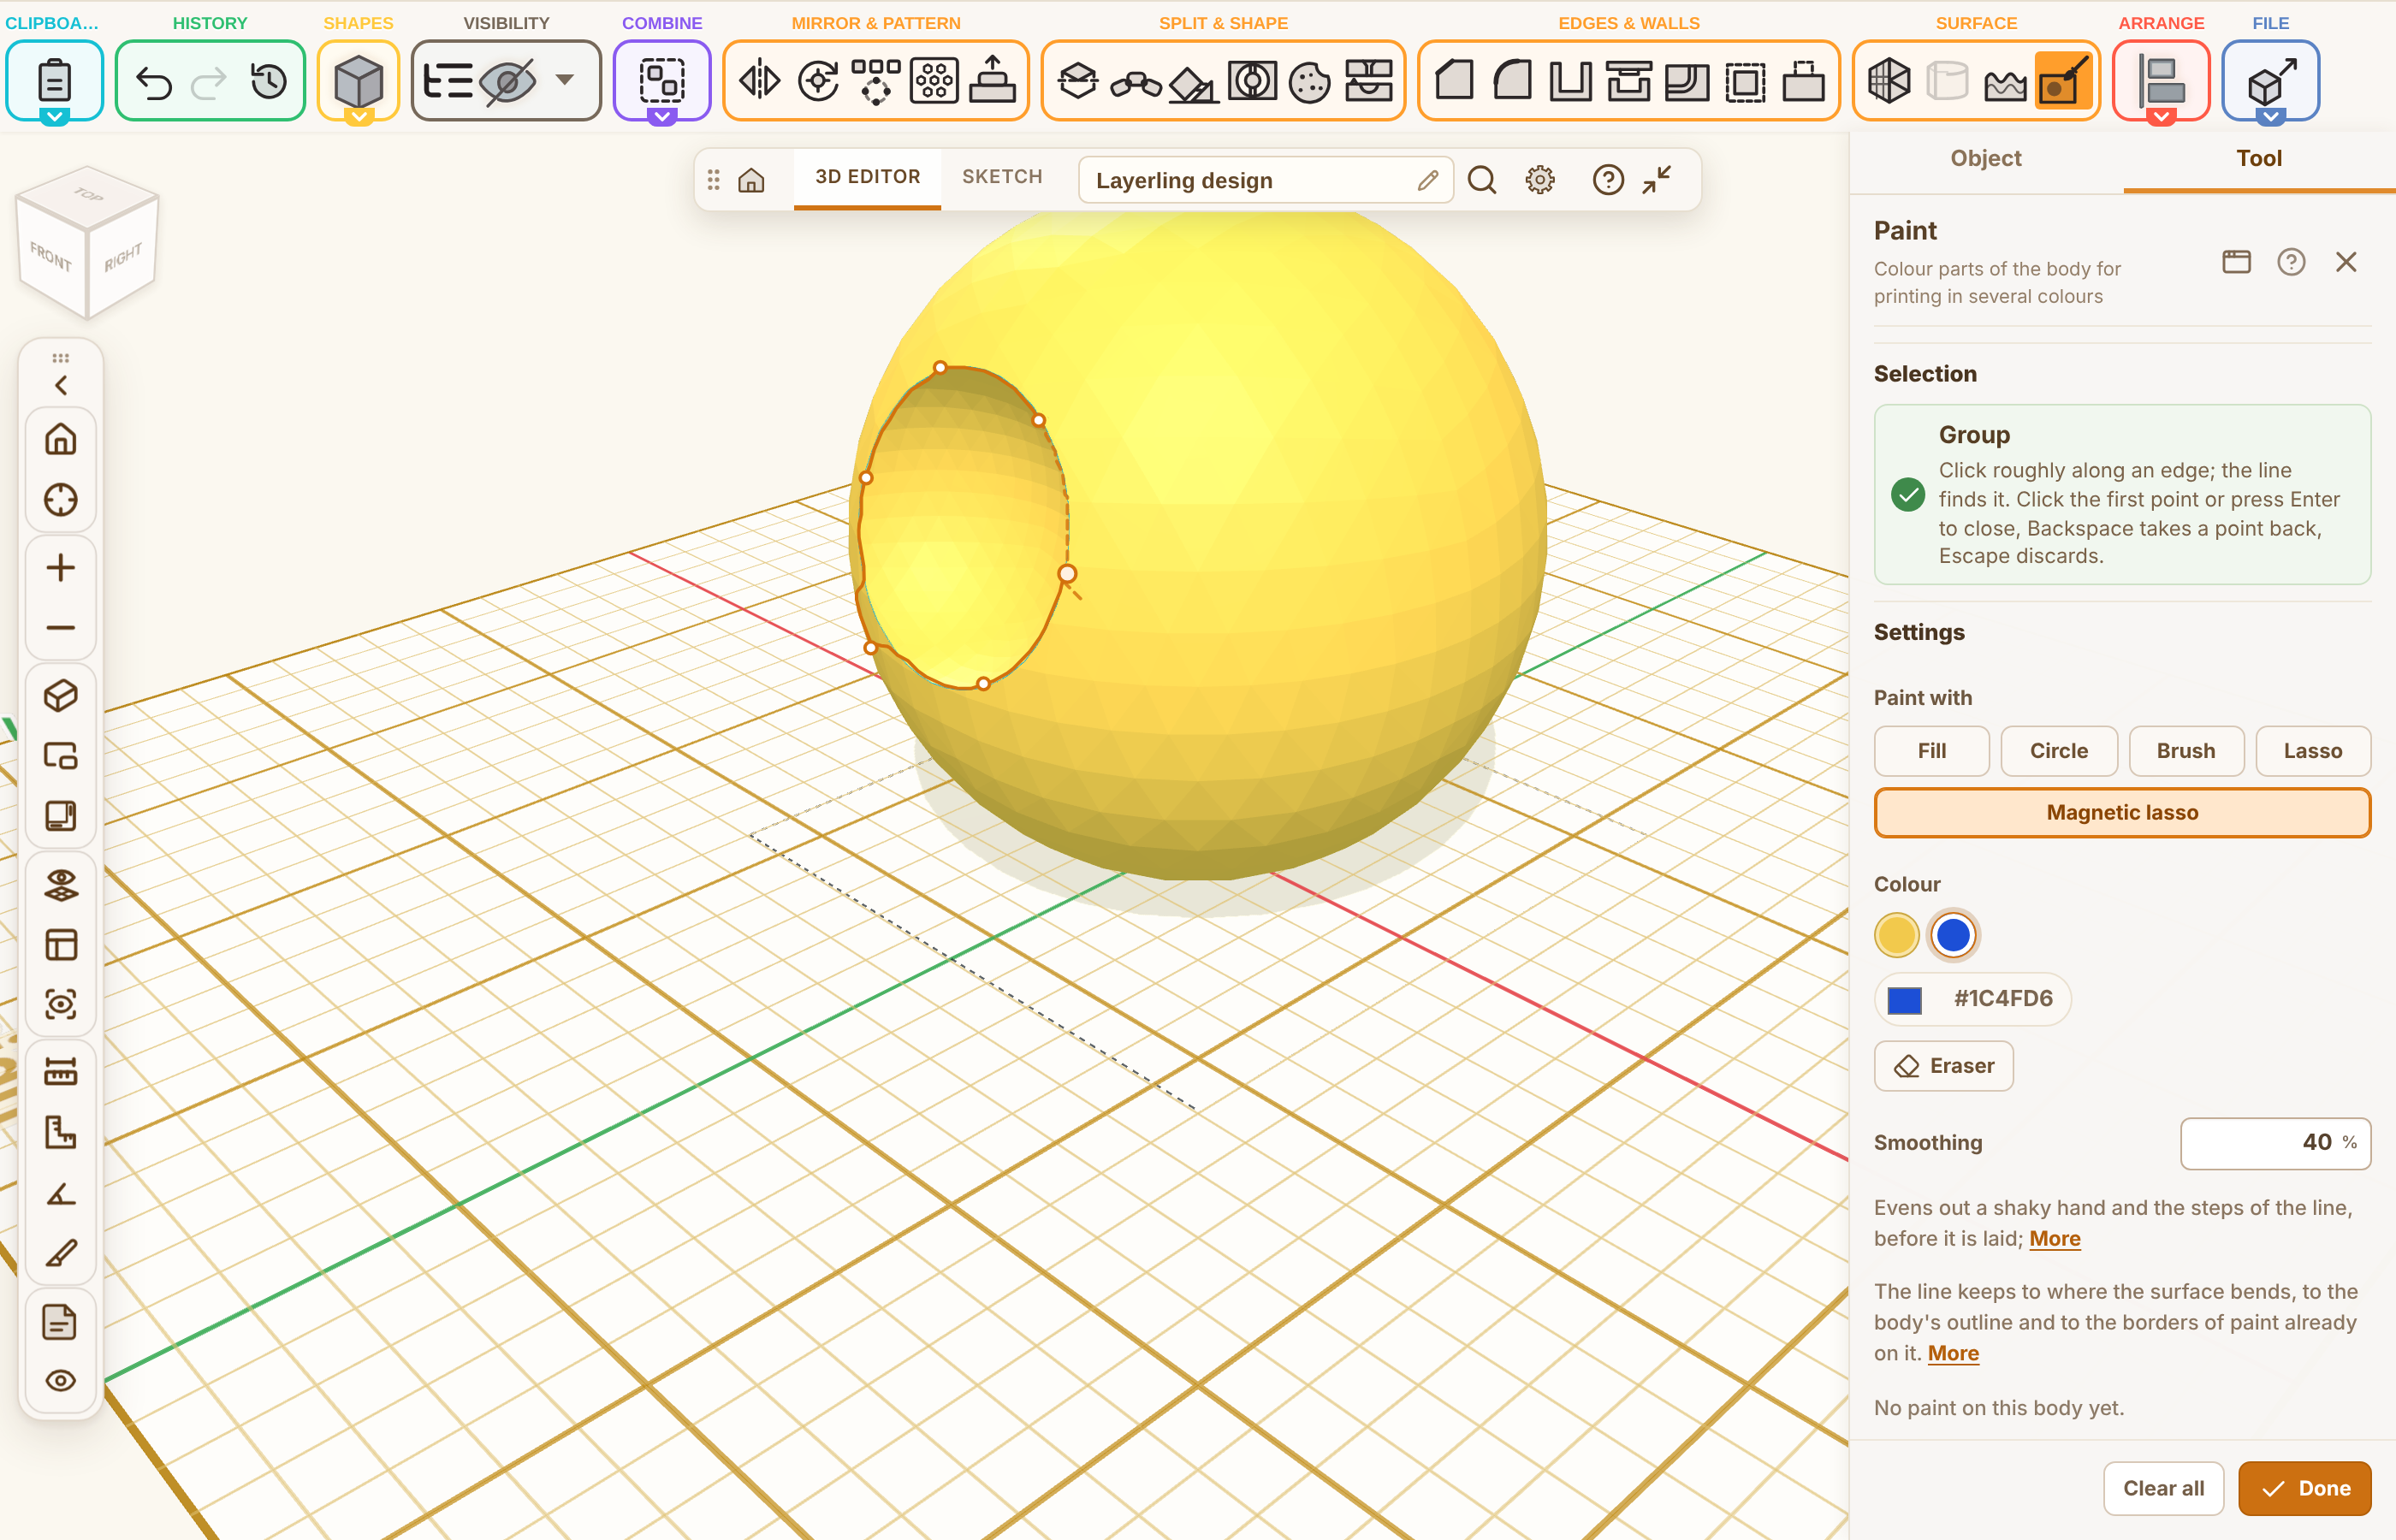 CLIPBOA...
HISTORY
SHAPES
VISIBILITY
COMBINE
MIRROR & PATTERN
SPLIT & SHAPE
EDGES & WALLS
SURFACE
ARRANGE
FILE
TOP
FRONT
RIGHT
3D EDITOR
SKETCH
Layerling design
Object
Tool
Paint
Colour parts of the body for
printing in several colours
Selection
Group
Click roughly along an edge; the line
finds it. Click the first point or press Enter
to close, Backspace takes a point back,
Escape discards.
Settings
Paint with
Fill
Circle
Brush
Lasso
Magnetic lasso
Colour
#1C4FD6
Eraser
Smoothing
40 %
Evens out a shaky hand and the steps of the line,
before it is laid; More
The line keeps to where the surface bends, to the
body's outline and to the borders of paint already
on it. More
No paint on this body yet.
Clear all
Done